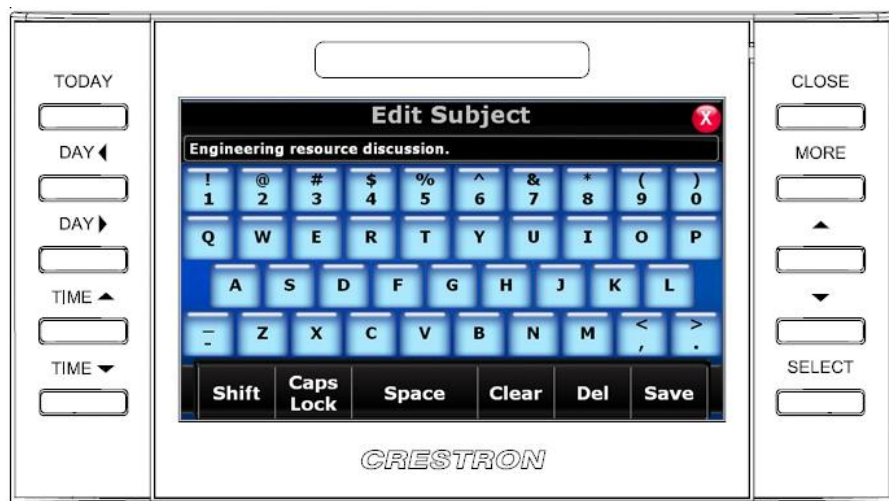 TODAY
DAY ◀
DAY ▶
TIME ▲
TIME ▼
Edit Subject
X
Engineering resource discussion.
! @ # $ % ^ & * ( )
1 2 3 4 5 6 7 8 9 0
Q W E R T Y U I O P
A S D F G H J K L
_ < >
- Z X C V B N M , .
Shift Caps Lock Space Clear Del Save
CRESTRON
CLOSE
MORE
▲
▼
SELECT